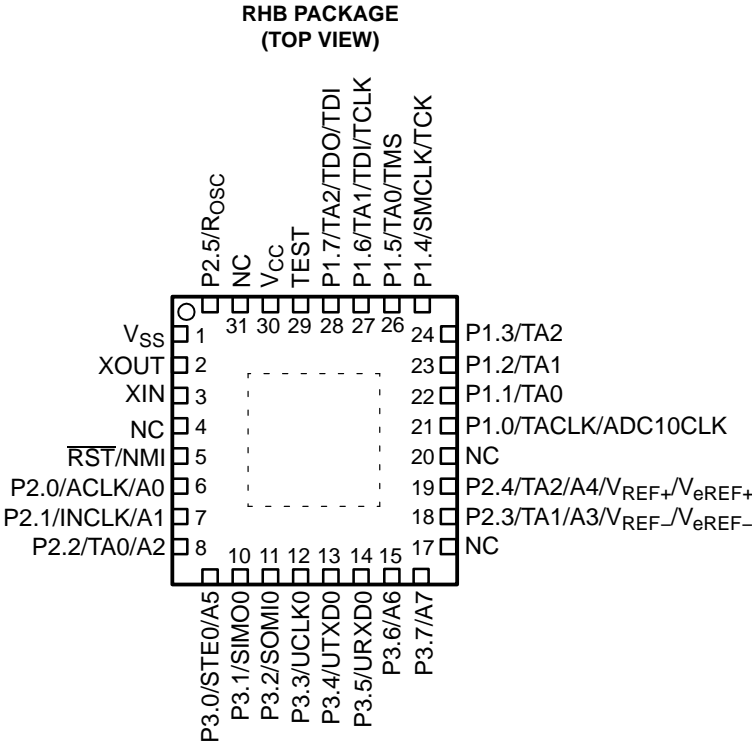 RHB PACKAGE
(TOP VIEW)
P2.5/ROSC
NC
VCC
TEST
P1.7/TA2/TDO/TDI
P1.6/TA1/TDI/TCLK
P1.5/TA0/TMS
P1.4/SMCLK/TCK
31 30 29 28 27 26
VSS 1
XOUT 2
XIN 3
NC 4
RST/NMI 5
P2.0/ACLK/A0 6
P2.1/INCLK/A1 7
P2.2/TA0/A2 8
24 P1.3/TA2
23 P1.2/TA1
22 P1.1/TA0
21 P1.0/TACLK/ADC10CLK
20 NC
19 P2.4/TA2/A4/VREF+/VeREF+
18 P2.3/TA1/A3/VREF−/VeREF−
17 NC
10 11 12 13 14 15
P3.0/STE0/A5
P3.1/SIMO0
P3.2/SOMI0
P3.3/UCLK0
P3.4/UTXD0
P3.5/URXD0
P3.6/A6
P3.7/A7